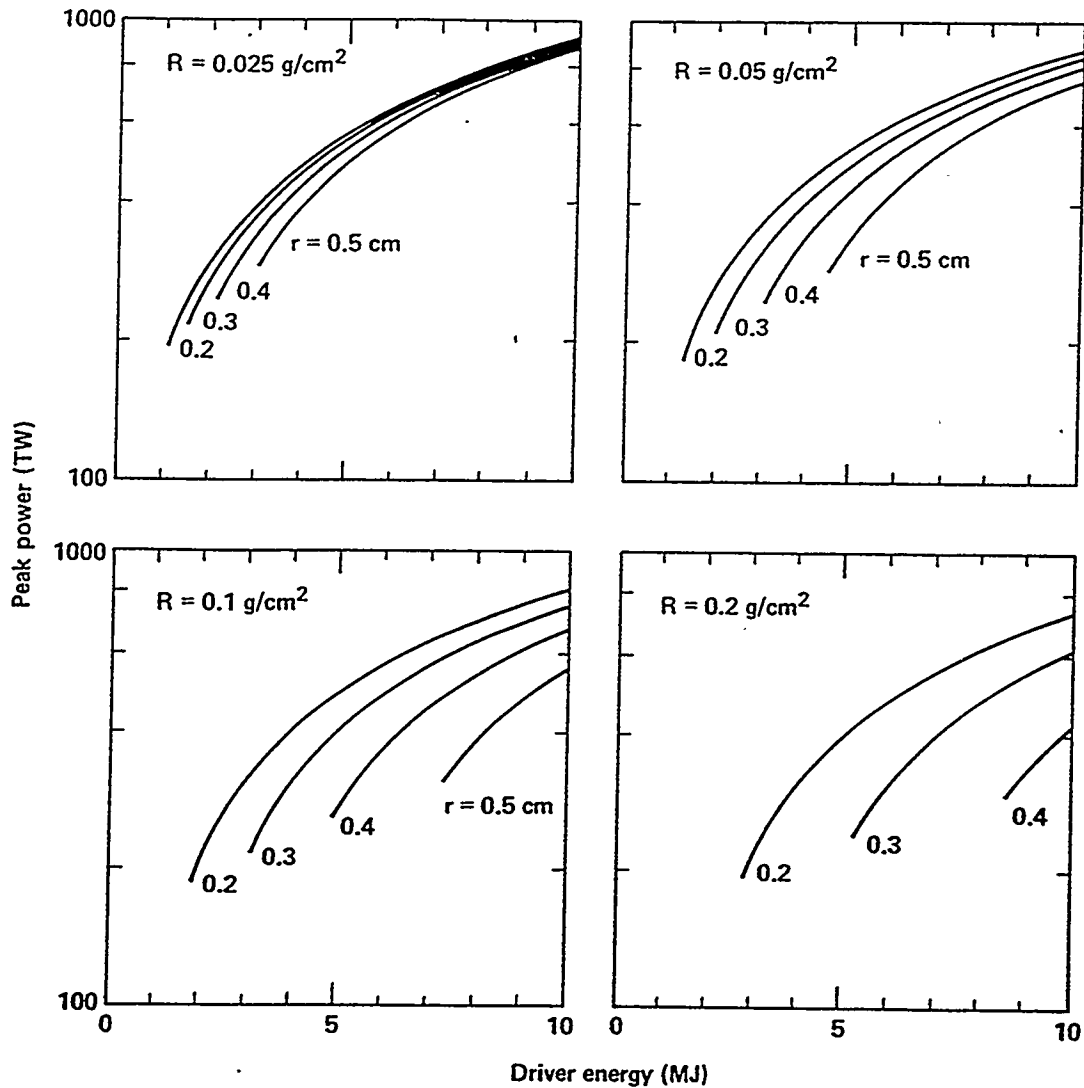 1000
R = 0.025 g/cm²
r = 0.5 cm
0.4
0.3
0.2
100
R = 0.05 g/cm²
r = 0.5 cm
0.4
0.3
0.2
Peak power (TW)
1000
R = 0.1 g/cm²
r = 0.5 cm
0.4
0.3
0.2
100
0
5
10
R = 0.2 g/cm²
0.4
0.3
0.2
0
5
10
Driver energy (MJ)